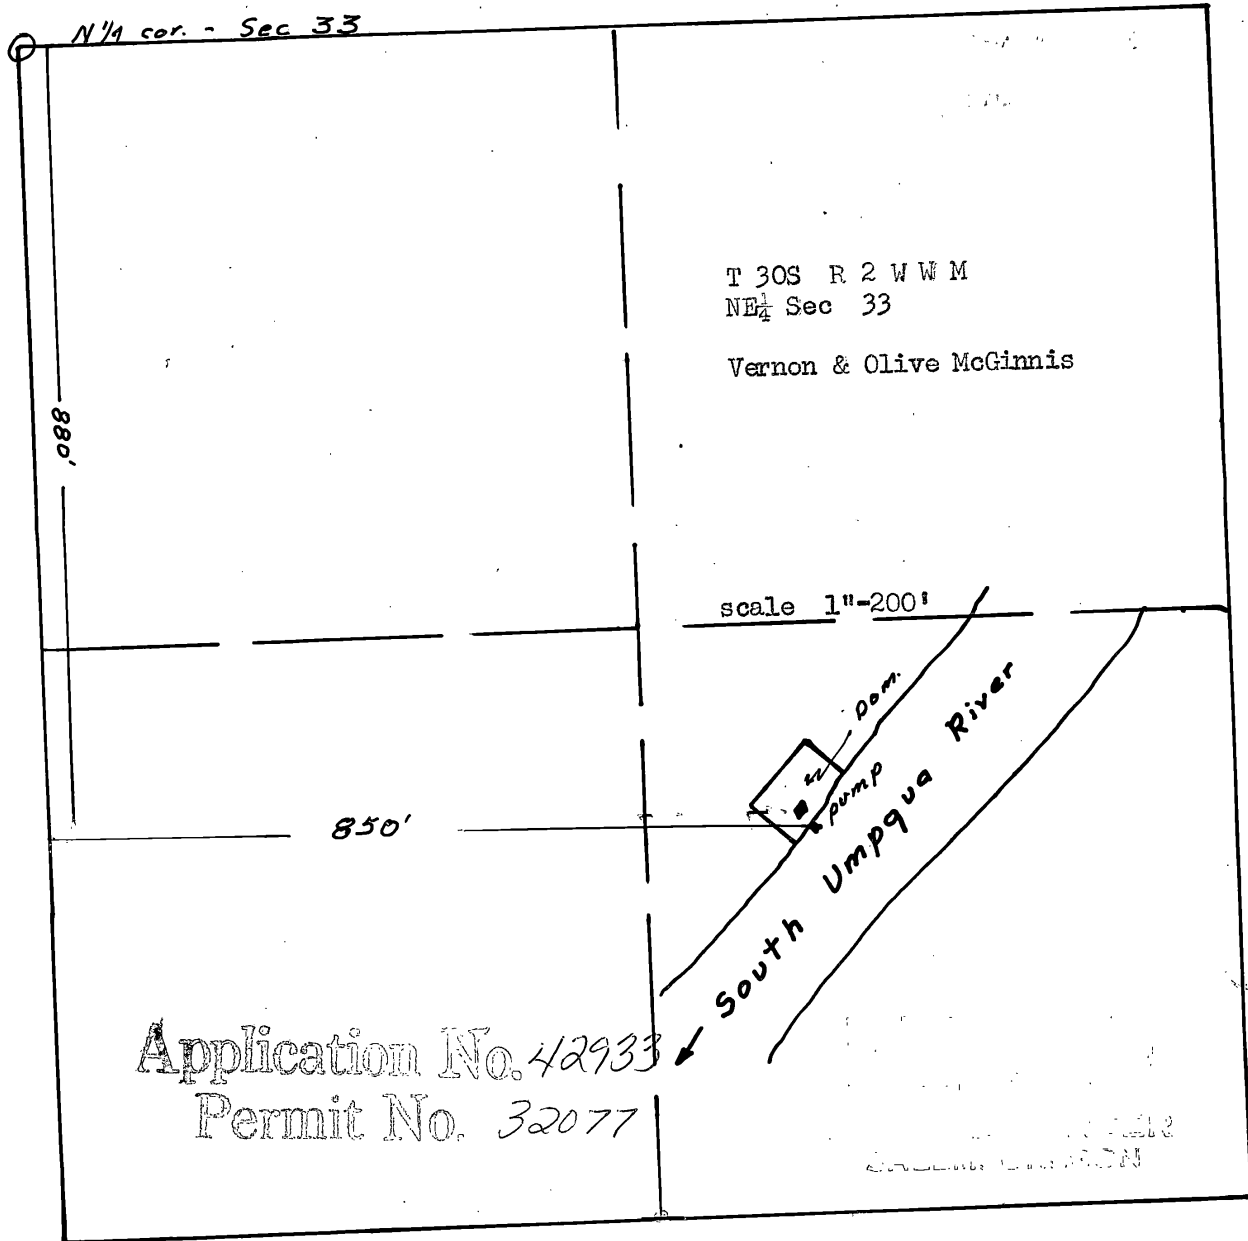 N 1/4 cor. - Sec 33
T 30S R 2 W W M
NE¼ Sec 33
Vernon & Olive McGinnis
880'
scale 1"-200'
Dom.
pump
850'
South Umpqua River
Application No. 42933
Permit No. 32077